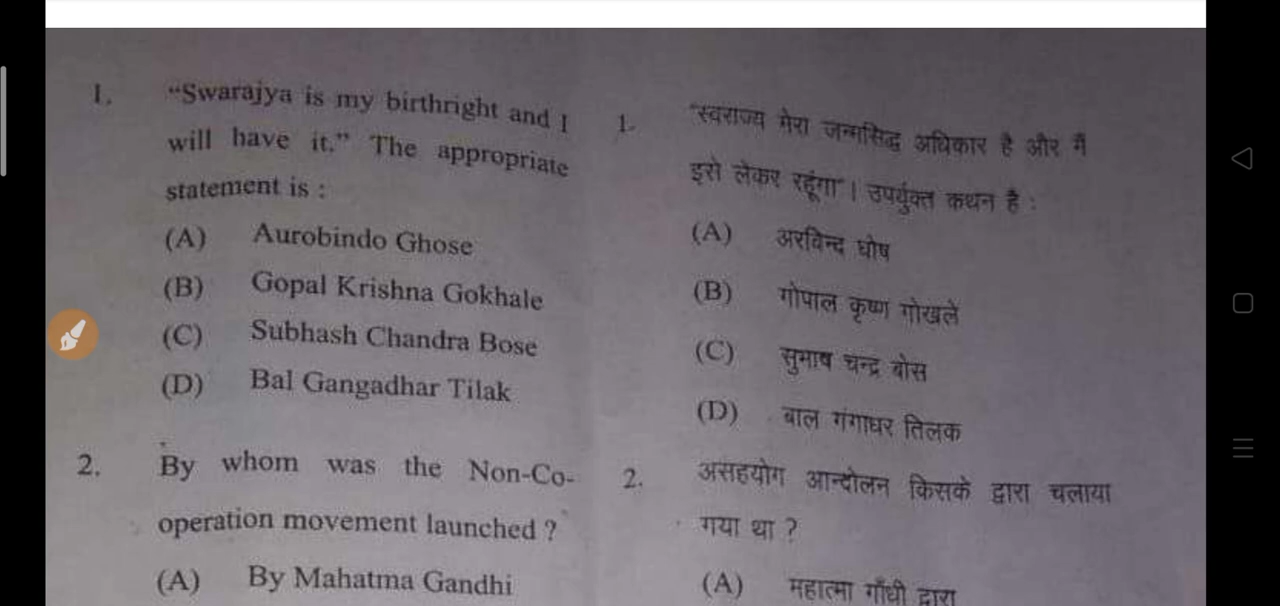 1.
“Swarajya is my birthright and I
will have it.” The appropriate
statement is :
(A) Aurobindo Ghose
(B) Gopal Krishna Gokhale
(C) Subhash Chandra Bose
(D) Bal Gangadhar Tilak
2. By whom was the Non-Co-
operation movement launched ?
(A) By Mahatma Gandhi
1. "स्वराज्य मेरा जन्मसिद्ध अधिकार है और मैं
इसे लेकर रहूंगा"। उपर्युक्त कथन है :
(A) अरविन्द घोष
(B) गोपाल कृष्ण गोखले
(C) सुभाष चन्द्र बोस
(D) बाल गंगाधर तिलक
2. असहयोग आन्दोलन किसके द्वारा चलाया
गया था ?
(A) महात्मा गाँधी द्वारा